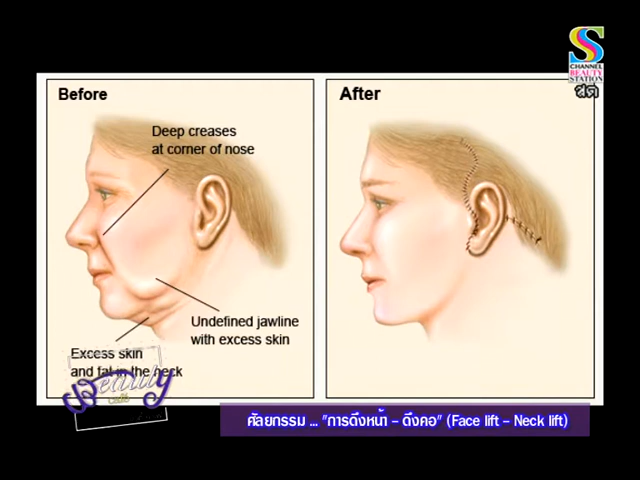 S
CHANNEL
BEAUTY
STATION
สด
Before
After
Deep creases
at corner of nose
Undefined jawline
with excess skin
Excess skin
and fat in the neck
Beauty
cafe
ศัลยกรรม ... "การดึงหน้า – ดึงคอ" (Face lift – Neck lift)